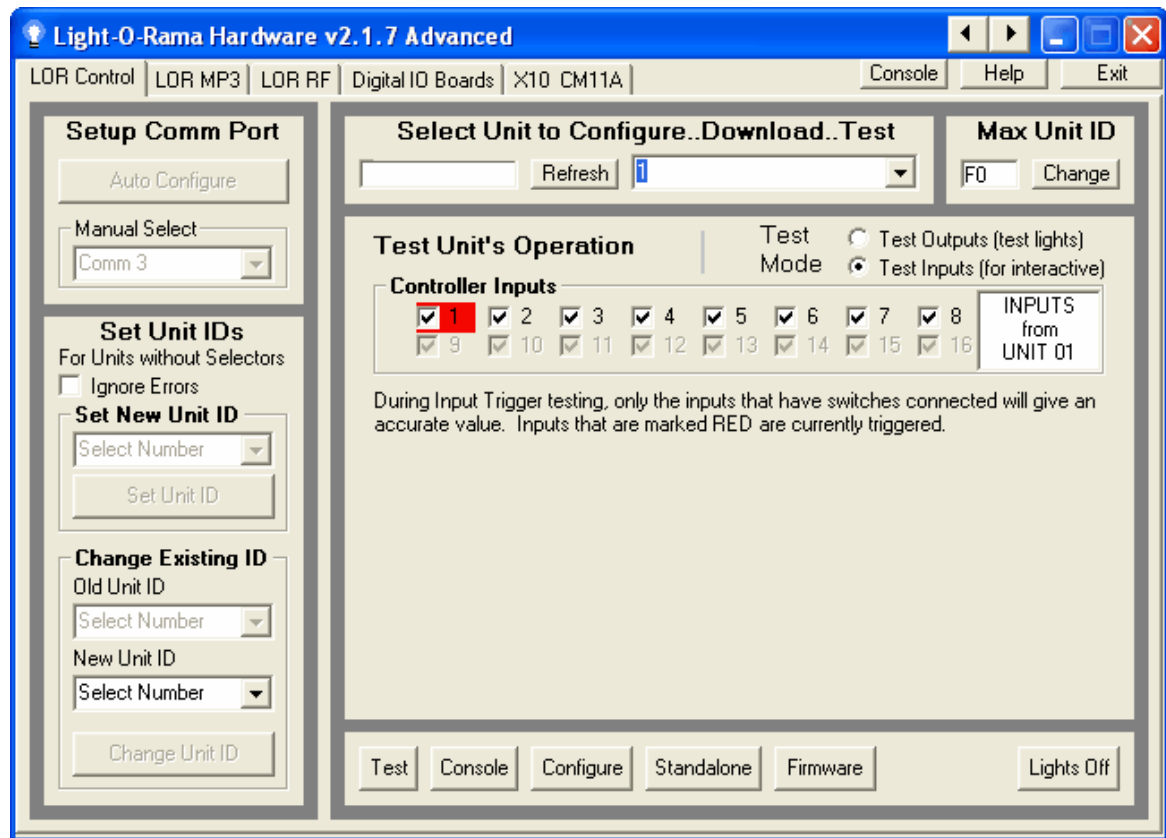 Light-O-Rama Hardware v2.1.7 Advanced
LOR Control LOR MP3 LOR RF Digital IO Boards X10 CM11A Console Help Exit
Setup Comm Port
Auto Configure
Manual Select
Comm 3
Set Unit IDs
For Units without Selectors
Ignore Errors
Set New Unit ID
Select Number
Set Unit ID
Change Existing ID
Old Unit ID
Select Number
New Unit ID
Select Number
Change Unit ID
Select Unit to Configure..Download..Test
Refresh 1
Max Unit ID
F0 Change
Test Unit's Operation
Test Mode
Test Outputs (test lights)
Test Inputs (for interactive)
Controller Inputs
1 2 3 4 5 6 7 8
9 10 11 12 13 14 15 16
INPUTS
from
UNIT 01
During Input Trigger testing, only the inputs that have switches connected will give an
accurate value. Inputs that are marked RED are currently triggered.
Test Console Configure Standalone Firmware Lights Off